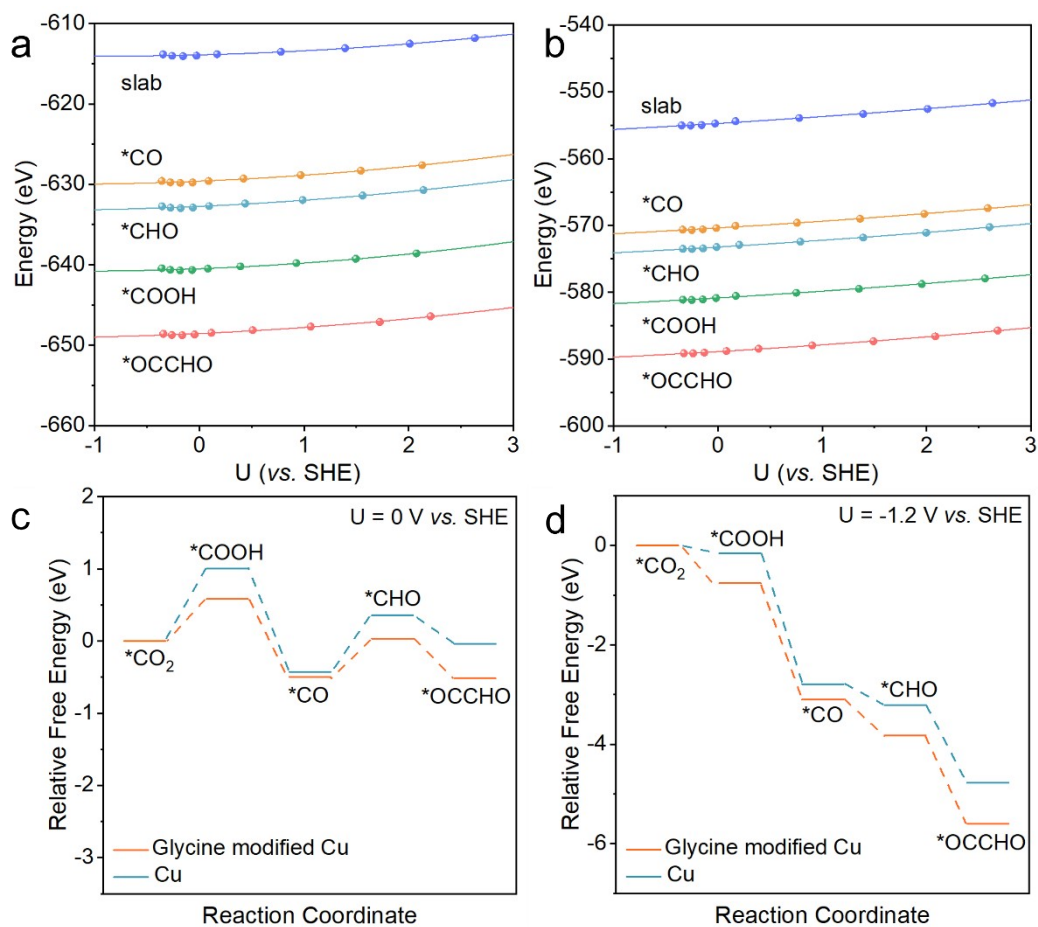 a
-610
-620
-630
-640
-650
-660
Energy (eV)
slab
*CO
*CHO
*COOH
*OCCHO
-1
0
1
2
3
U (vs. SHE)
b
-540
-550
-560
-570
-580
-590
-600
Energy (eV)
slab
*CO
*CHO
*COOH
*OCCHO
-1
0
1
2
3
U (vs. SHE)
c
2
1
0
-1
-2
-3
Relative Free Energy (eV)
U = 0 V vs. SHE
*COOH
*CHO
*CO₂
*CO
*OCCHO
Glycine modified Cu
Cu
Reaction Coordinate
d
0
-2
-4
-6
Relative Free Energy (eV)
U = -1.2 V vs. SHE
*COOH
*CO₂
*CHO
*CO
*OCCHO
Glycine modified Cu
Cu
Reaction Coordinate